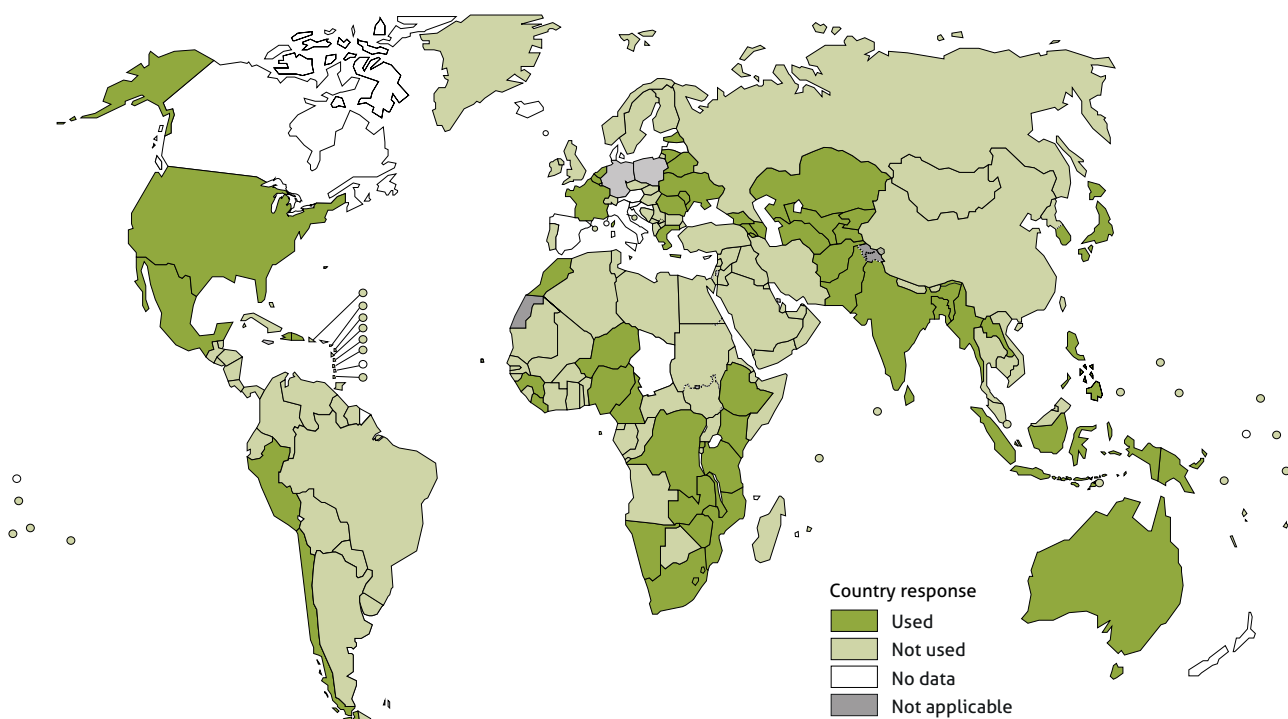 Country response
Used
Not used
No data
Not applicable